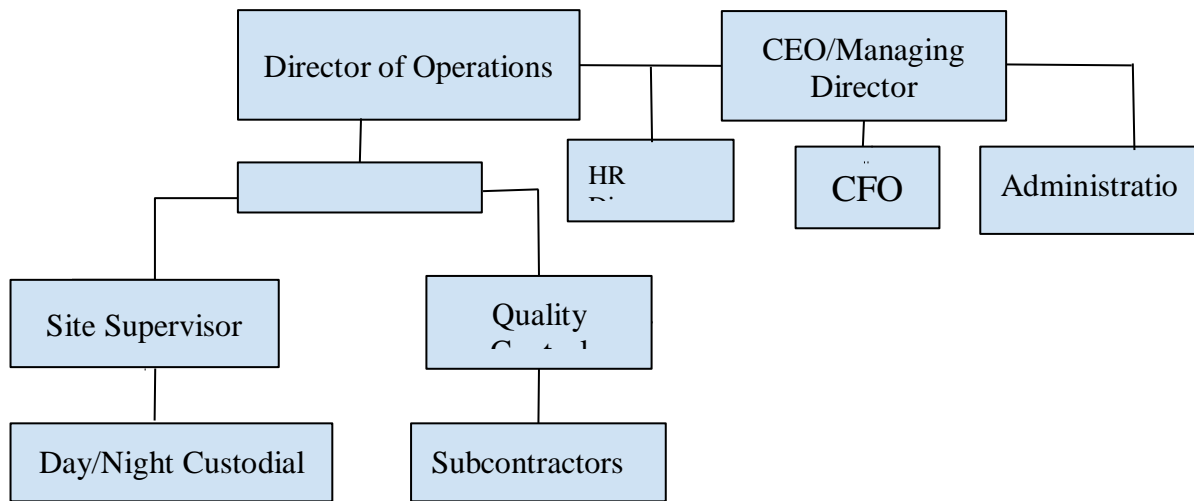 Director of Operations
CEO/Managing
Director
HR
CFO
Administratio
Site Supervisor
Quality
Day/Night Custodial
Subcontractors